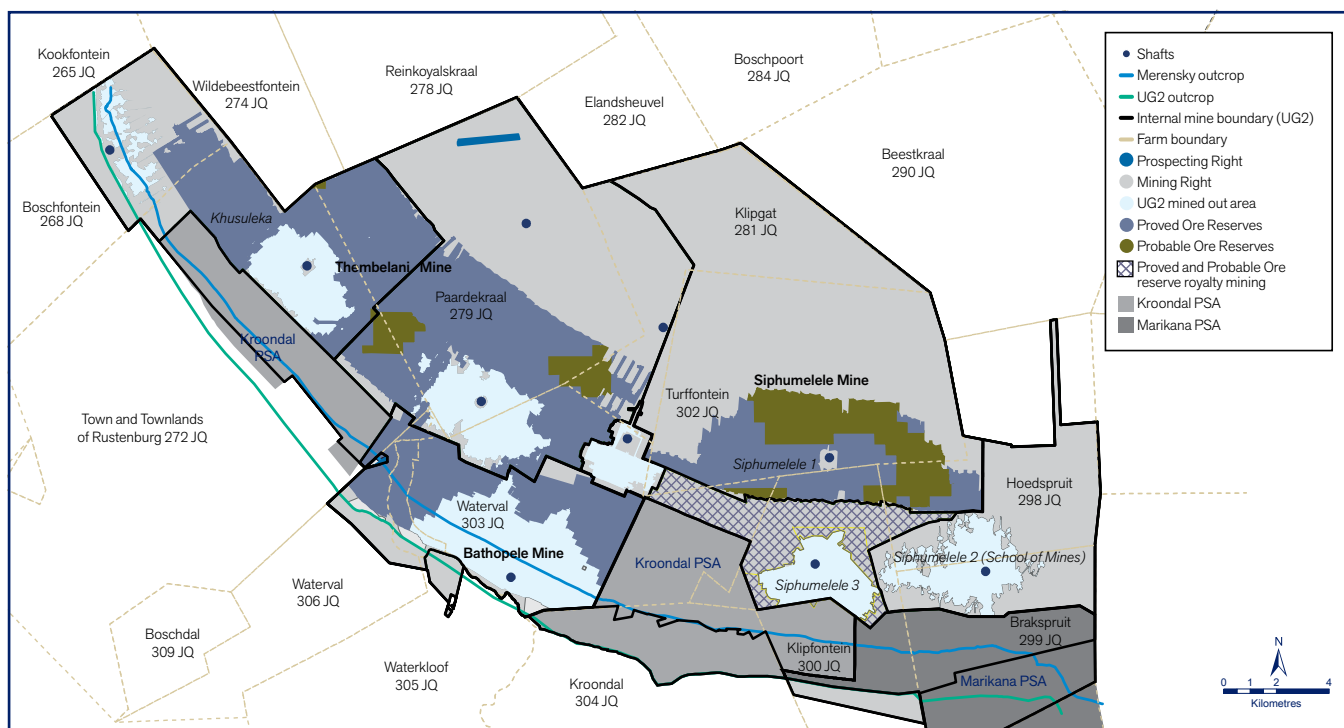 Kookfontein
265 JQ
Wildebeestfontein
274 JQ
Reinkoyalskraal
278 JQ
Elandsheuvel
282 JQ
Boschpoort
284 JQ
Beestkraal
290 JQ
Boschfontein
268 JQ
Khusuleka
Klipgat
281 JQ
Thembelani Mine
Paardekraal
279 JQ
Kroondal
PSA
Siphumelele Mine
Turffontein
302 JQ
Town and Townlands
of Rustenburg 272 JQ
Siphumelele 1
Hoedspruit
298 JQ
Waterval
303 JQ
Bathopele Mine
Kroondal PSA
Siphumelele 2 (School of Mines)
Siphumelele 3
Waterval
306 JQ
Boschdal
309 JQ
Waterkloof
305 JQ
Kroondal
304 JQ
Klipfontein
300 JQ
Brakspruit
299 JQ
Marikana PSA
Shafts
Merensky outcrop
UG2 outcrop
Internal mine boundary (UG2)
Farm boundary
Prospecting Right
Mining Right
UG2 mined out area
Proved Ore Reserves
Probable Ore Reserves
Proved and Probable Ore
reserve royalty mining
Kroondal PSA
Marikana PSA
N
0 1 2 4
Kilometres